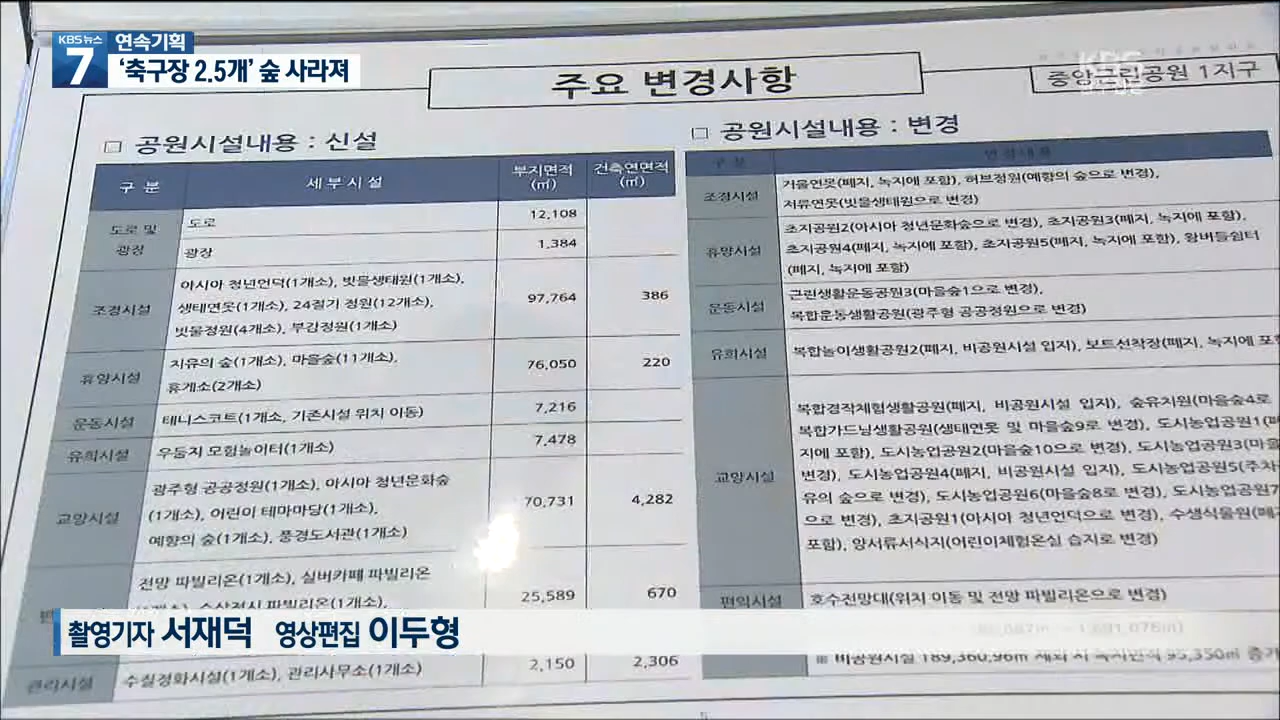 KBS 뉴스 7
연속기획
‘축구장 2.5개’ 숲 사라져
KBS
주요 변경사항
중앙근린공원 1지구
□ 공원시설내용 : 신설
구 분 세 부 시 설 부지면적 (㎡) 건축연면적 (㎡)
도로 및 광장
도로 12,108
광장 1,384
조경시설
아시아 청년언덕(1개소), 빗물생태원(1개소),
생태연못(1개소), 24절기 정원(12개소),
빗물정원(4개소), 부감정원(1개소)
97,764 386
휴양시설
치유의 숲(1개소), 마을숲(11개소),
휴게소(2개소)
76,050 220
운동시설 테니스코트(1개소, 기존시설 위치 이동) 7,216
유희시설 우듬지 모험놀이터(1개소) 7,478
교양시설
광주형 공공정원(1개소), 아시아 청년문화숲
(1개소), 어린이 테마마당(1개소),
예향의 숲(1개소), 풍경도서관(1개소)
70,731 4,282
전망 파빌리온(1개소), 실버카페 파빌리온
25,589 670
관리시설 수질정화시설(1개소), 관리사무소(1개소) 2,150 2,306
□ 공원시설내용 : 변경
구 분 변경내용
조경시설
거울연못(폐지, 녹지에 포함), 허브정원(예향의 숲으로 변경),
저류연못(빗물생태원으로 변경)
휴양시설
초지공원2(아시아 청년문화숲으로 변경), 초지공원3(폐지, 녹지에 포함),
초지공원4(폐지, 녹지에 포함), 초지공원5(폐지, 녹지에 포함), 왕버들쉼터
(폐지, 녹지에 포함)
운동시설
근린생활운동공원3(마을숲1으로 변경),
복합운동생활공원(광주형 공공정원으로 변경)
유희시설 복합놀이생활공원2(폐지, 비공원시설 입지), 보트선착장(폐지, 녹지에 포함
교양시설
복합경작체험생활공원(폐지, 비공원시설 입지), 숲유치원(마을숲4로
복합가드닝생활공원(생태연못 및 마을숲9로 변경), 도시농업공원1(폐
지에 포함), 도시농업공원2(마을숲10으로 변경), 도시농업공원3(마을
변경), 도시농업공원4(폐지, 비공원시설 입지), 도시농업공원5(주차
유의 숲으로 변경), 도시농업공원6(마을숲8로 변경), 도시농업공원7
으로 변경), 초지공원1(아시아 청년언덕으로 변경), 수생식물원(폐
포함), 양서류서식지(어린이체험온실 습지로 변경)
편익시설 호수전망대(위치 이동 및 전망 파빌리온으로 변경)
※ 비공원시설 189,360.96㎡ 제외 시 녹지면적 95,350㎡ 증가
촬영기자 서재덕 영상편집 이두형